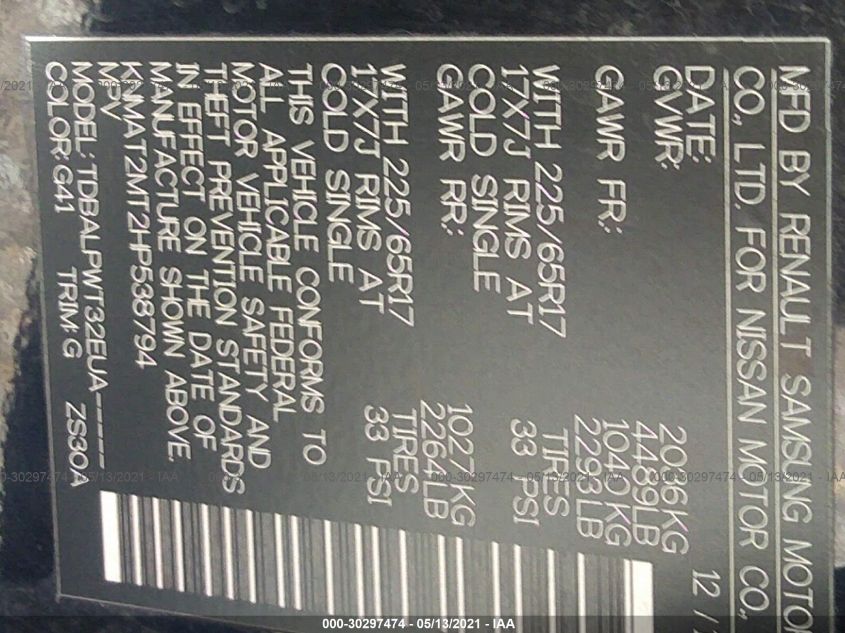 MFD BY RENAULT SAMSUNG MOTOR
CO., LTD. FOR NISSAN MOTOR CO.,
DATE: 12 /
GVWR: 2036KG
4489LB
GAWR FR: 1040KG
2293LB
WITH 225/65R17 TIRES
17X7J RIMS AT 33 PSI
COLD SINGLE
GAWR RR: 1027KG
2264LB
WITH 225/65R17 TIRES
17X7J RIMS AT 33 PSI
COLD SINGLE
THIS VEHICLE CONFORMS TO
ALL APPLICABLE FEDERAL
MOTOR VEHICLE SAFETY AND
THEFT PREVENTION STANDARDS
IN EFFECT ON THE DATE OF
MANUFACTURE SHOWN ABOVE.
KNMAT2MT2HP538794
MPV
MODEL: TDBALPWT32EUA-----
COLOR: G41 TRIM: G ZS30A
000-30297474 - 05/13/2021 - IAA